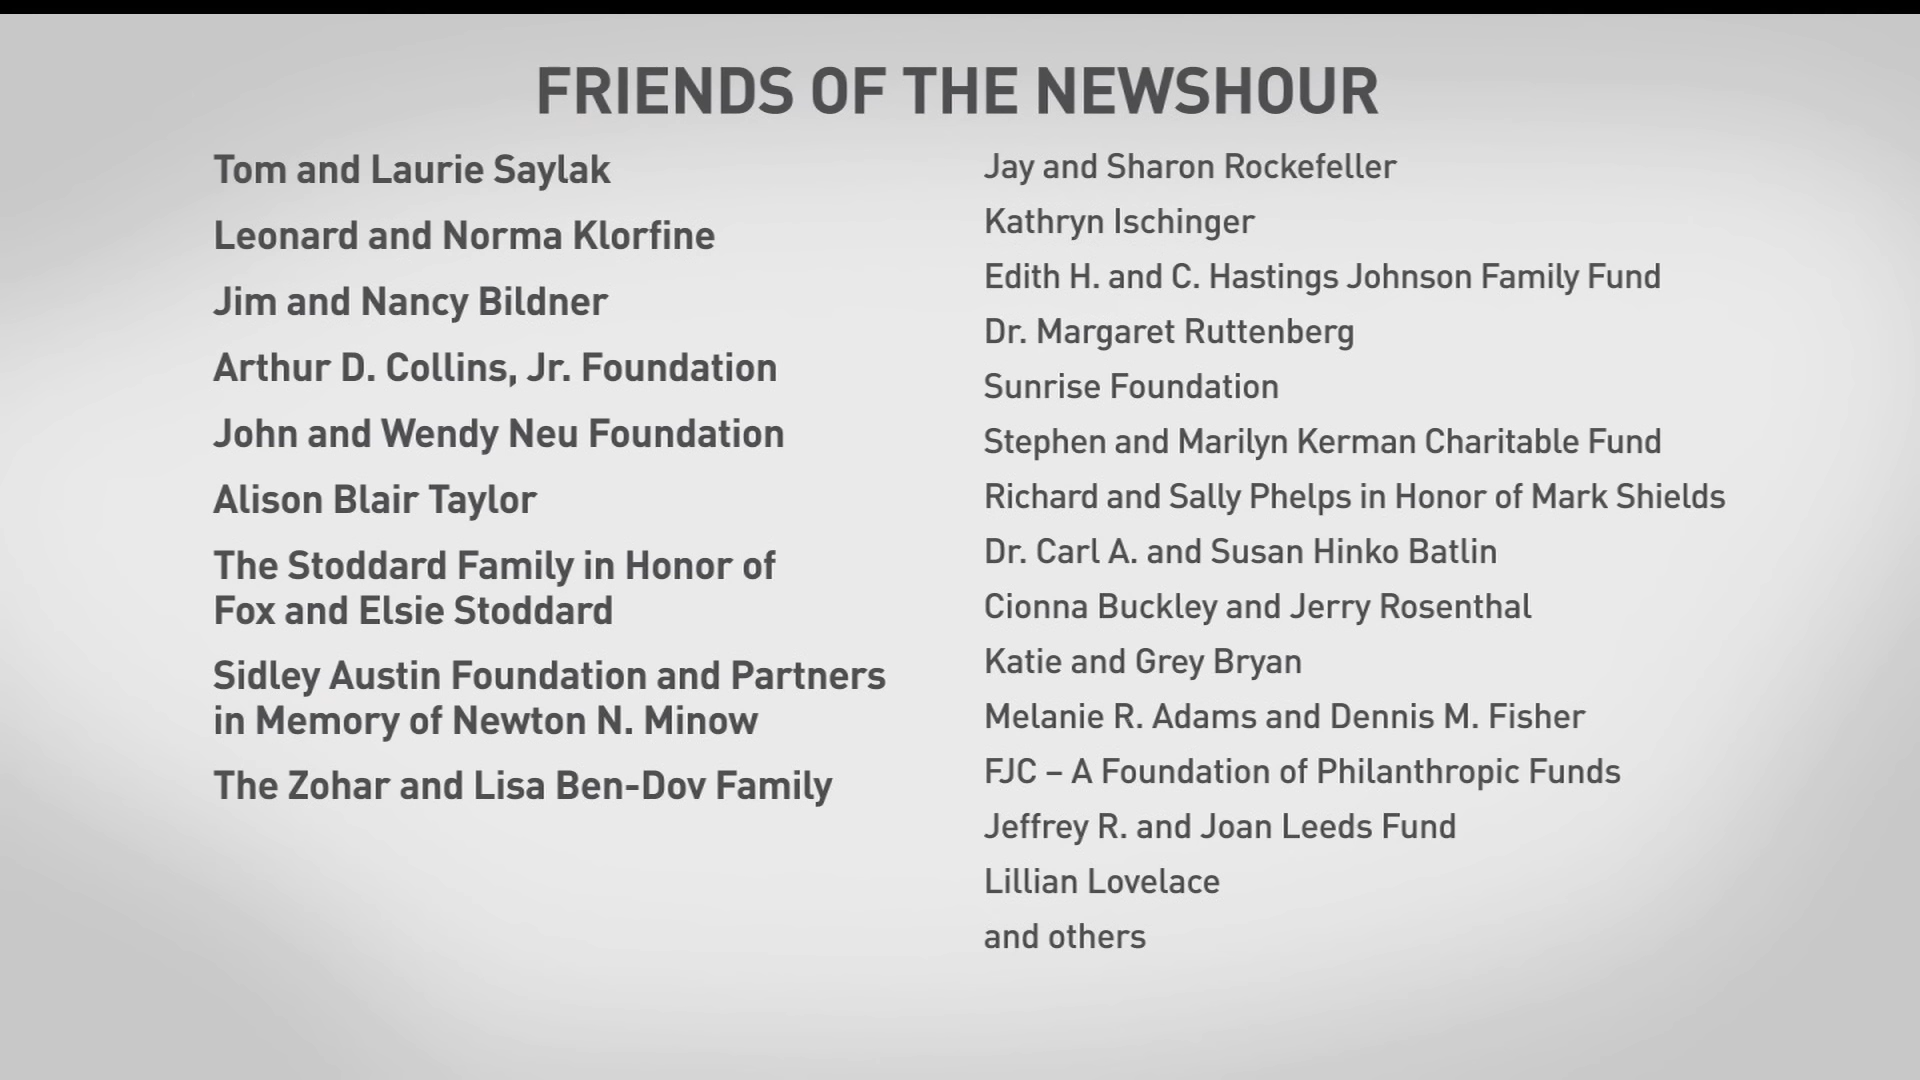 FRIENDS OF THE NEWSHOUR
Tom and Laurie Saylak
Leonard and Norma Klorfine
Jim and Nancy Bildner
Arthur D. Collins, Jr. Foundation
John and Wendy Neu Foundation
Alison Blair Taylor
The Stoddard Family in Honor of
Fox and Elsie Stoddard
Sidley Austin Foundation and Partners
in Memory of Newton N. Minow
The Zohar and Lisa Ben-Dov Family
Jay and Sharon Rockefeller
Kathryn Ischinger
Edith H. and C. Hastings Johnson Family Fund
Dr. Margaret Ruttenberg
Sunrise Foundation
Stephen and Marilyn Kerman Charitable Fund
Richard and Sally Phelps in Honor of Mark Shields
Dr. Carl A. and Susan Hinko Batlin
Cionna Buckley and Jerry Rosenthal
Katie and Grey Bryan
Melanie R. Adams and Dennis M. Fisher
FJC – A Foundation of Philanthropic Funds
Jeffrey R. and Joan Leeds Fund
Lillian Lovelace
and others